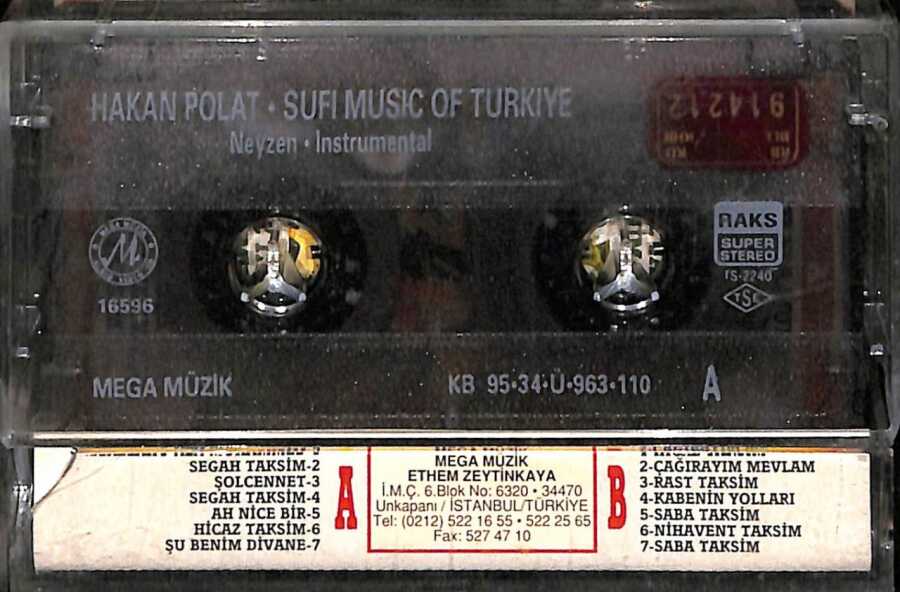 HAKAN POLAT · SUFI MUSIC OF TURKIYE
Neyzen · Instrumental
914212
MEGA MÜZİK
M
16596
RAKS
SUPER
STEREO
TS-2240
TSE
MEGA MÜZİK
KB 95·34·Ü·963·110
A
SEGAH TAKSİM-2
ŞOLCENNET-3
SEGAH TAKSİM-4
AH NİCE BİR-5
HİCAZ TAKSİM-6
ŞU BENİM DİVANE-7
A
MEGA MÜZİK
ETHEM ZEYTİNKAYA
İ.M.Ç. 6.Blok No: 6320 • 34470
Unkapanı / İSTANBUL/TÜRKİYE
Tel: (0212) 522 16 55 • 522 25 65
Fax: 527 47 10
B
2-ÇAĞIRAYIM MEVLAM
3-RAST TAKSİM
4-KABENİN YOLLARI
5-SABA TAKSİM
6-NİHAVENT TAKSİM
7-SABA TAKSİM